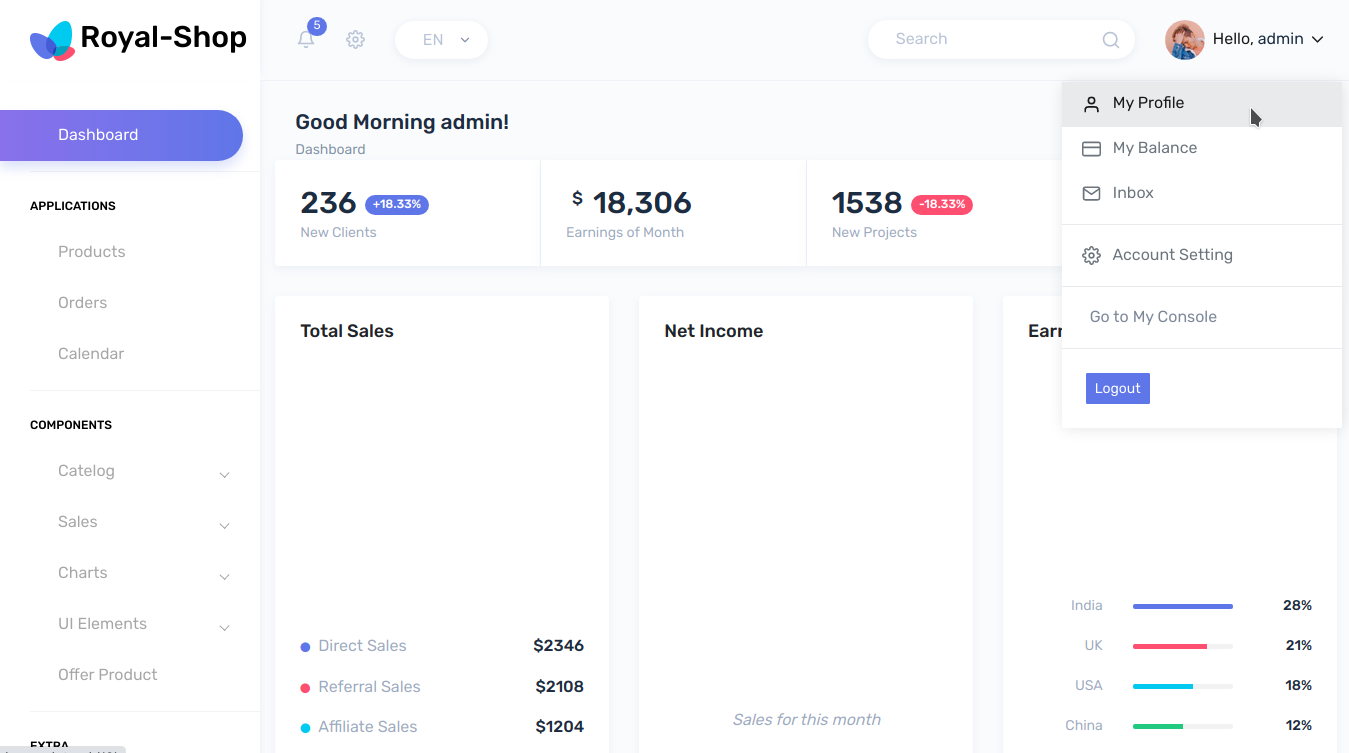 Royal-Shop
5
EN
Search
Hello, admin
Dashboard
APPLICATIONS
Products
Orders
Calendar
COMPONENTS
Catelog
Sales
Charts
UI Elements
Offer Product
EXTRA
Good Morning admin!
Dashboard
236 +18.33%
New Clients
$ 18,306
Earnings of Month
1538 -18.33%
New Projects
My Profile
My Balance
Inbox
Account Setting
Go to My Console
Logout
Total Sales
Direct Sales $2346
Referral Sales $2108
Affiliate Sales $1204
Net Income
Sales for this month
India 28%
UK 21%
USA 18%
China 12%